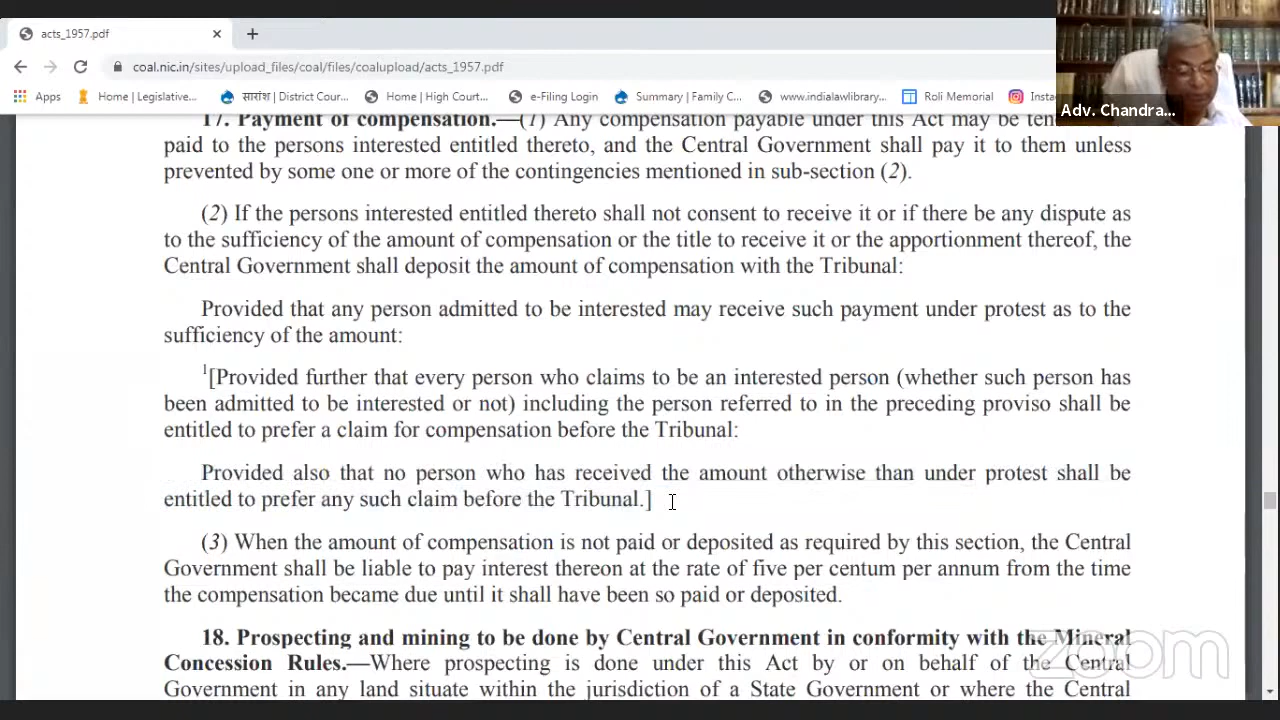 acts_1957.pdf
coal.nic.in/sites/upload_files/coal/files/coalupload/acts_1957.pdf
Apps Home | Legislative... सारांश | District Cour... Home | High Court... e-Filing Login Summary | Family C... www.indialawlibrary... Roli Memorial Insta
Adv. Chandra...
17. Payment of compensation.—(1) Any compensation payable under this Act may be
paid to the persons interested entitled thereto, and the Central Government shall pay it to them unless
prevented by some one or more of the contingencies mentioned in sub-section (2).
(2) If the persons interested entitled thereto shall not consent to receive it or if there be any dispute as
to the sufficiency of the amount of compensation or the title to receive it or the apportionment thereof, the
Central Government shall deposit the amount of compensation with the Tribunal:
Provided that any person admitted to be interested may receive such payment under protest as to the
sufficiency of the amount:
1[Provided further that every person who claims to be an interested person (whether such person has
been admitted to be interested or not) including the person referred to in the preceding proviso shall be
entitled to prefer a claim for compensation before the Tribunal:
Provided also that no person who has received the amount otherwise than under protest shall be
entitled to prefer any such claim before the Tribunal.]
(3) When the amount of compensation is not paid or deposited as required by this section, the Central
Government shall be liable to pay interest thereon at the rate of five per centum per annum from the time
the compensation became due until it shall have been so paid or deposited.
18. Prospecting and mining to be done by Central Government in conformity with the Mineral
Concession Rules.—Where prospecting is done under this Act by or on behalf of the Central
Government in any land situate within the jurisdiction of a State Government or where the Central
zoom